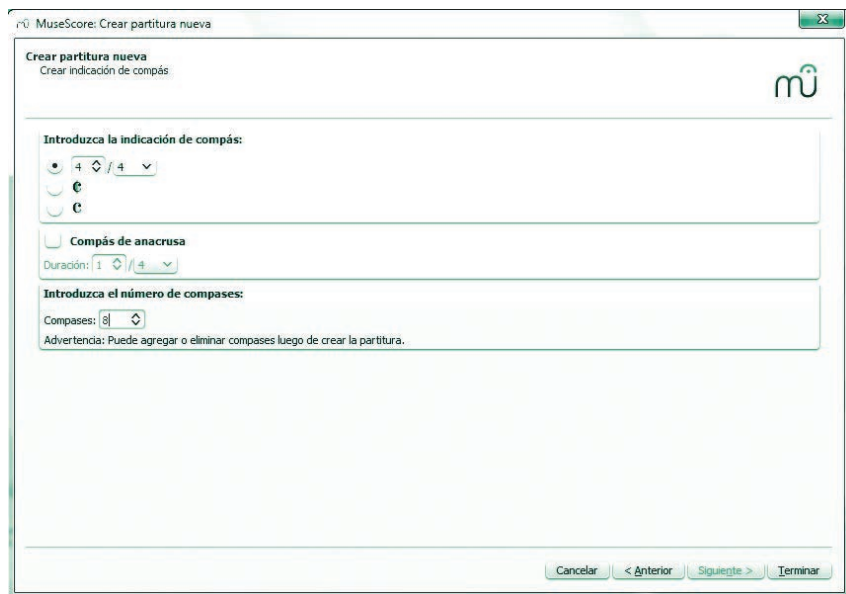 MuseScore: Crear partitura nueva
Crear partitura nueva
Crear indicación de compás
Introduzca la indicación de compás:
4 / 4
Compás de anacrusa
Duración: 1 / 4
Introduzca el número de compases:
Compases: 8
Advertencia: Puede agregar o eliminar compases luego de crear la partitura.
Cancelar < Anterior Siguiente > Terminar